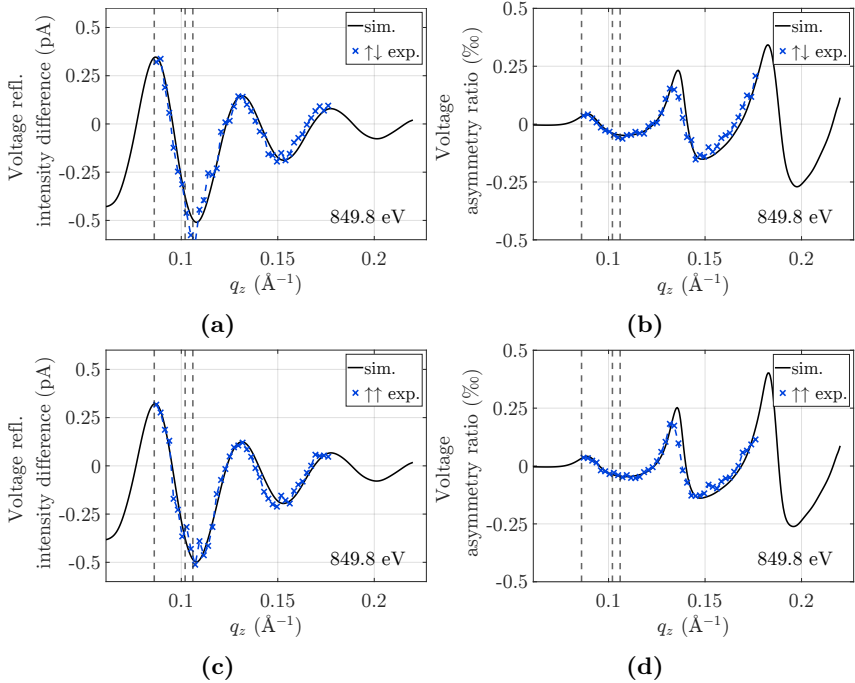 Voltage refl.
intensity difference (pA)
0.5
0.25
0
-0.25
-0.5
0.1
0.15
0.2
q_z (Å⁻¹)
sim.
↑↓ exp.
849.8 eV
(a)
Voltage
asymmetry ratio (‰)
0.5
0.25
0
-0.25
-0.5
0.1
0.15
0.2
q_z (Å⁻¹)
sim.
↑↓ exp.
849.8 eV
(b)
Voltage refl.
intensity difference (pA)
0.5
0.25
0
-0.25
-0.5
0.1
0.15
0.2
q_z (Å⁻¹)
sim.
↑↑ exp.
849.8 eV
(c)
Voltage
asymmetry ratio (‰)
0.5
0.25
0
-0.25
-0.5
0.1
0.15
0.2
q_z (Å⁻¹)
sim.
↑↑ exp.
849.8 eV
(d)